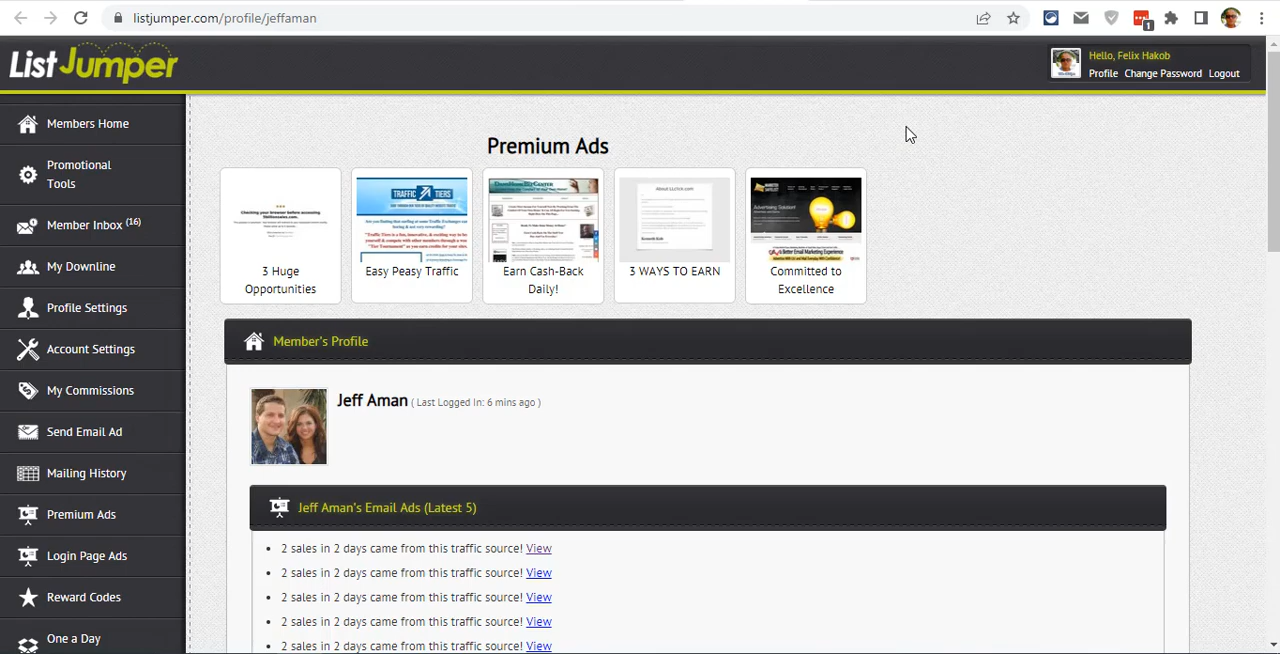 listjumper.com/profile/jeffaman
1
List Jumper
Hello, Felix Hakob
Profile Change Password Logout
Members Home
Promotional
Tools
Member Inbox (16)
My Downline
Profile Settings
Account Settings
My Commissions
Send Email Ad
Mailing History
Premium Ads
Login Page Ads
Reward Codes
One a Day
Premium Ads
3 Huge
Opportunities
TRAFFIC TIERS
Easy Peasy Traffic
Earn Cash-Back
Daily!
3 WAYS TO EARN
Committed to
Excellence
Member's Profile
Jeff Aman ( Last Logged In: 6 mins ago )
Jeff Aman's Email Ads (Latest 5)
2 sales in 2 days came from this traffic source! View
2 sales in 2 days came from this traffic source! View
2 sales in 2 days came from this traffic source! View
2 sales in 2 days came from this traffic source! View
2 sales in 2 days came from this traffic source! View